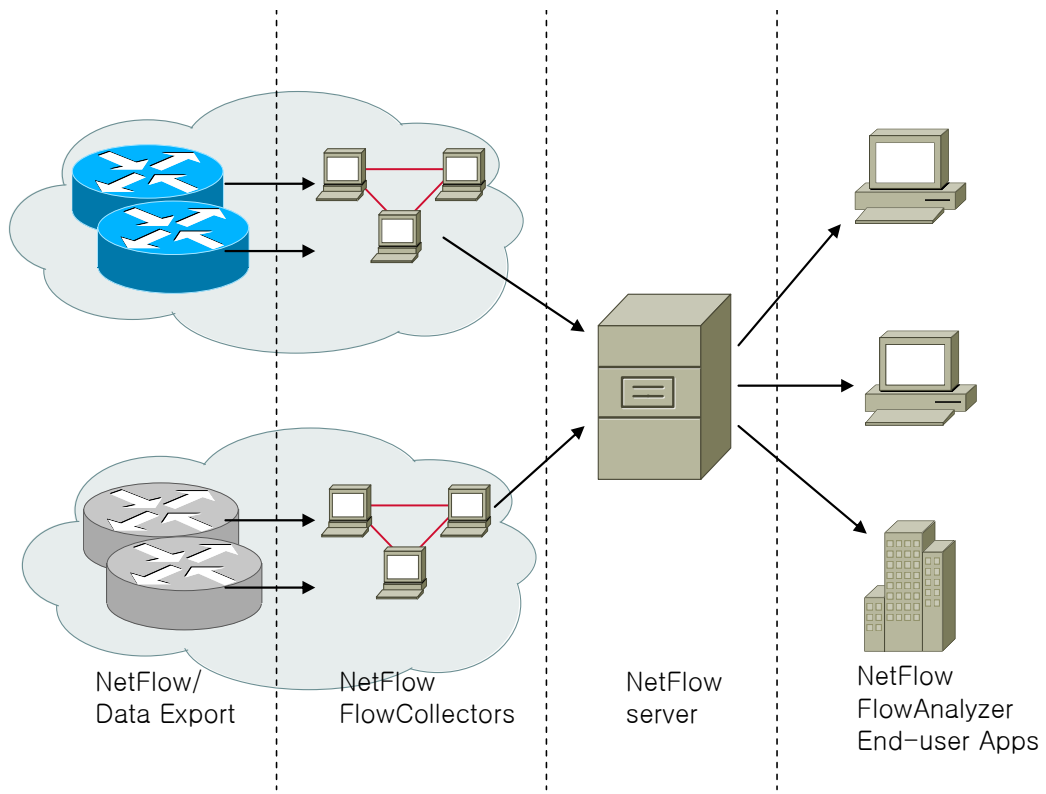 NetFlow/
Data Export
NetFlow
FlowCollectors
NetFlow
server
NetFlow
FlowAnalyzer
End-user Apps